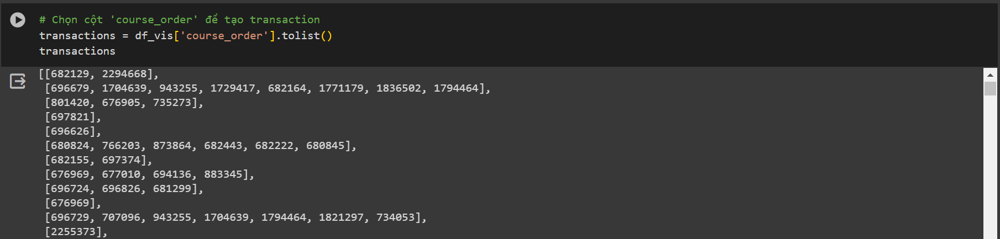 # Chọn cột 'course_order' để tạo transaction
transactions = df_vis['course_order'].tolist()
transactions
[[682129, 2294668],
[696679, 1704639, 943255, 1729417, 682164, 1771179, 1836502, 1794464],
[801420, 676905, 735273],
[697821],
[696626],
[680824, 766203, 873864, 682443, 682222, 680845],
[682155, 697374],
[676969, 677010, 694136, 883345],
[696724, 696826, 681299],
[676969],
[696729, 707096, 943255, 1704639, 1794464, 1821297, 734053],
[2255373],